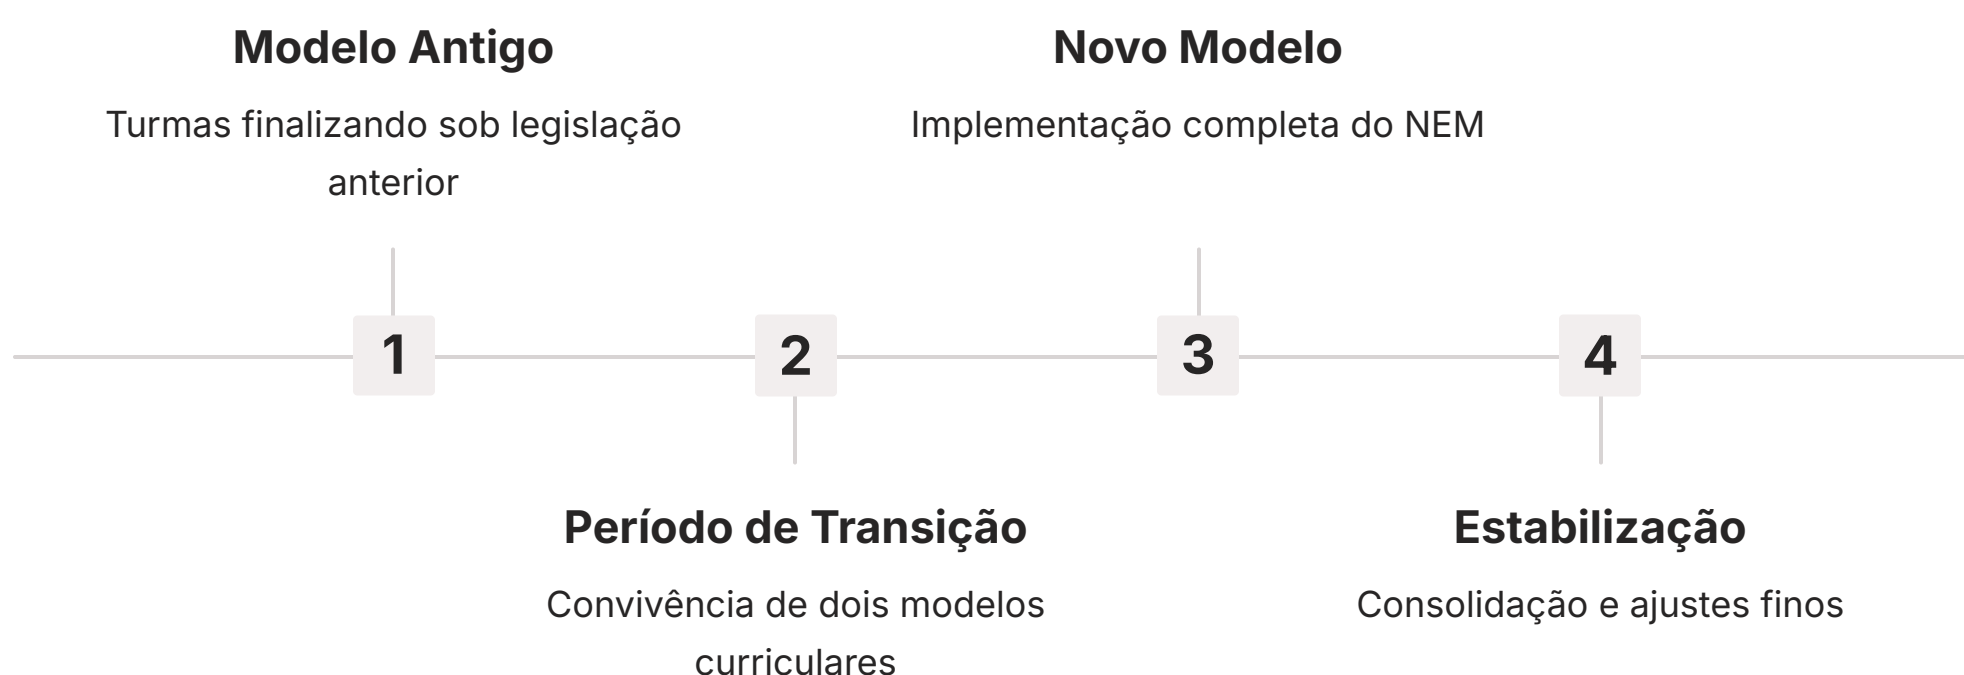 Modelo Antigo
Turmas finalizando sob legislação
anterior
Novo Modelo
Implementação completa do NEM
1
2
3
4
Período de Transição
Convivência de dois modelos
curriculares
Estabilização
Consolidação e ajustes finos